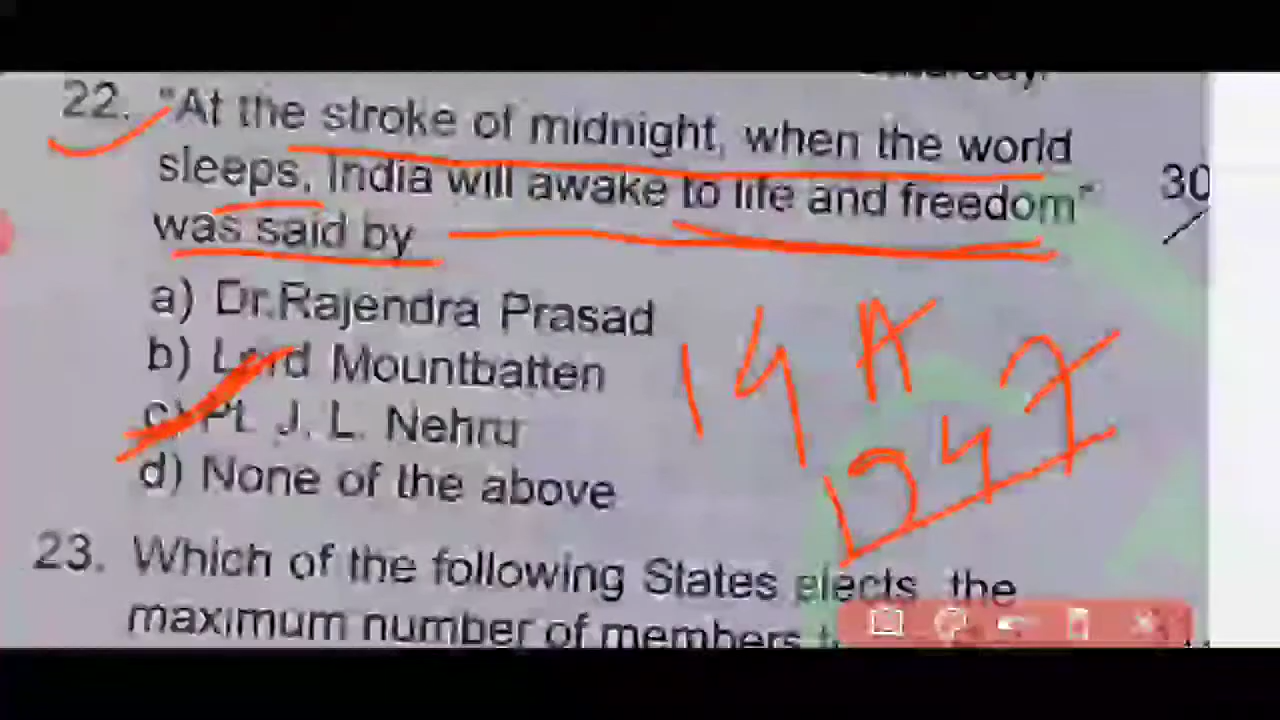 22. "At the stroke of midnight, when the world
sleeps, India will awake to life and freedom"
was said by
a) Dr.Rajendra Prasad
b) Lord Mountbatten
c) Pt. J. L. Nehru
d) None of the above
14 A
1947
30
23. Which of the following States elects the
maximum number of members